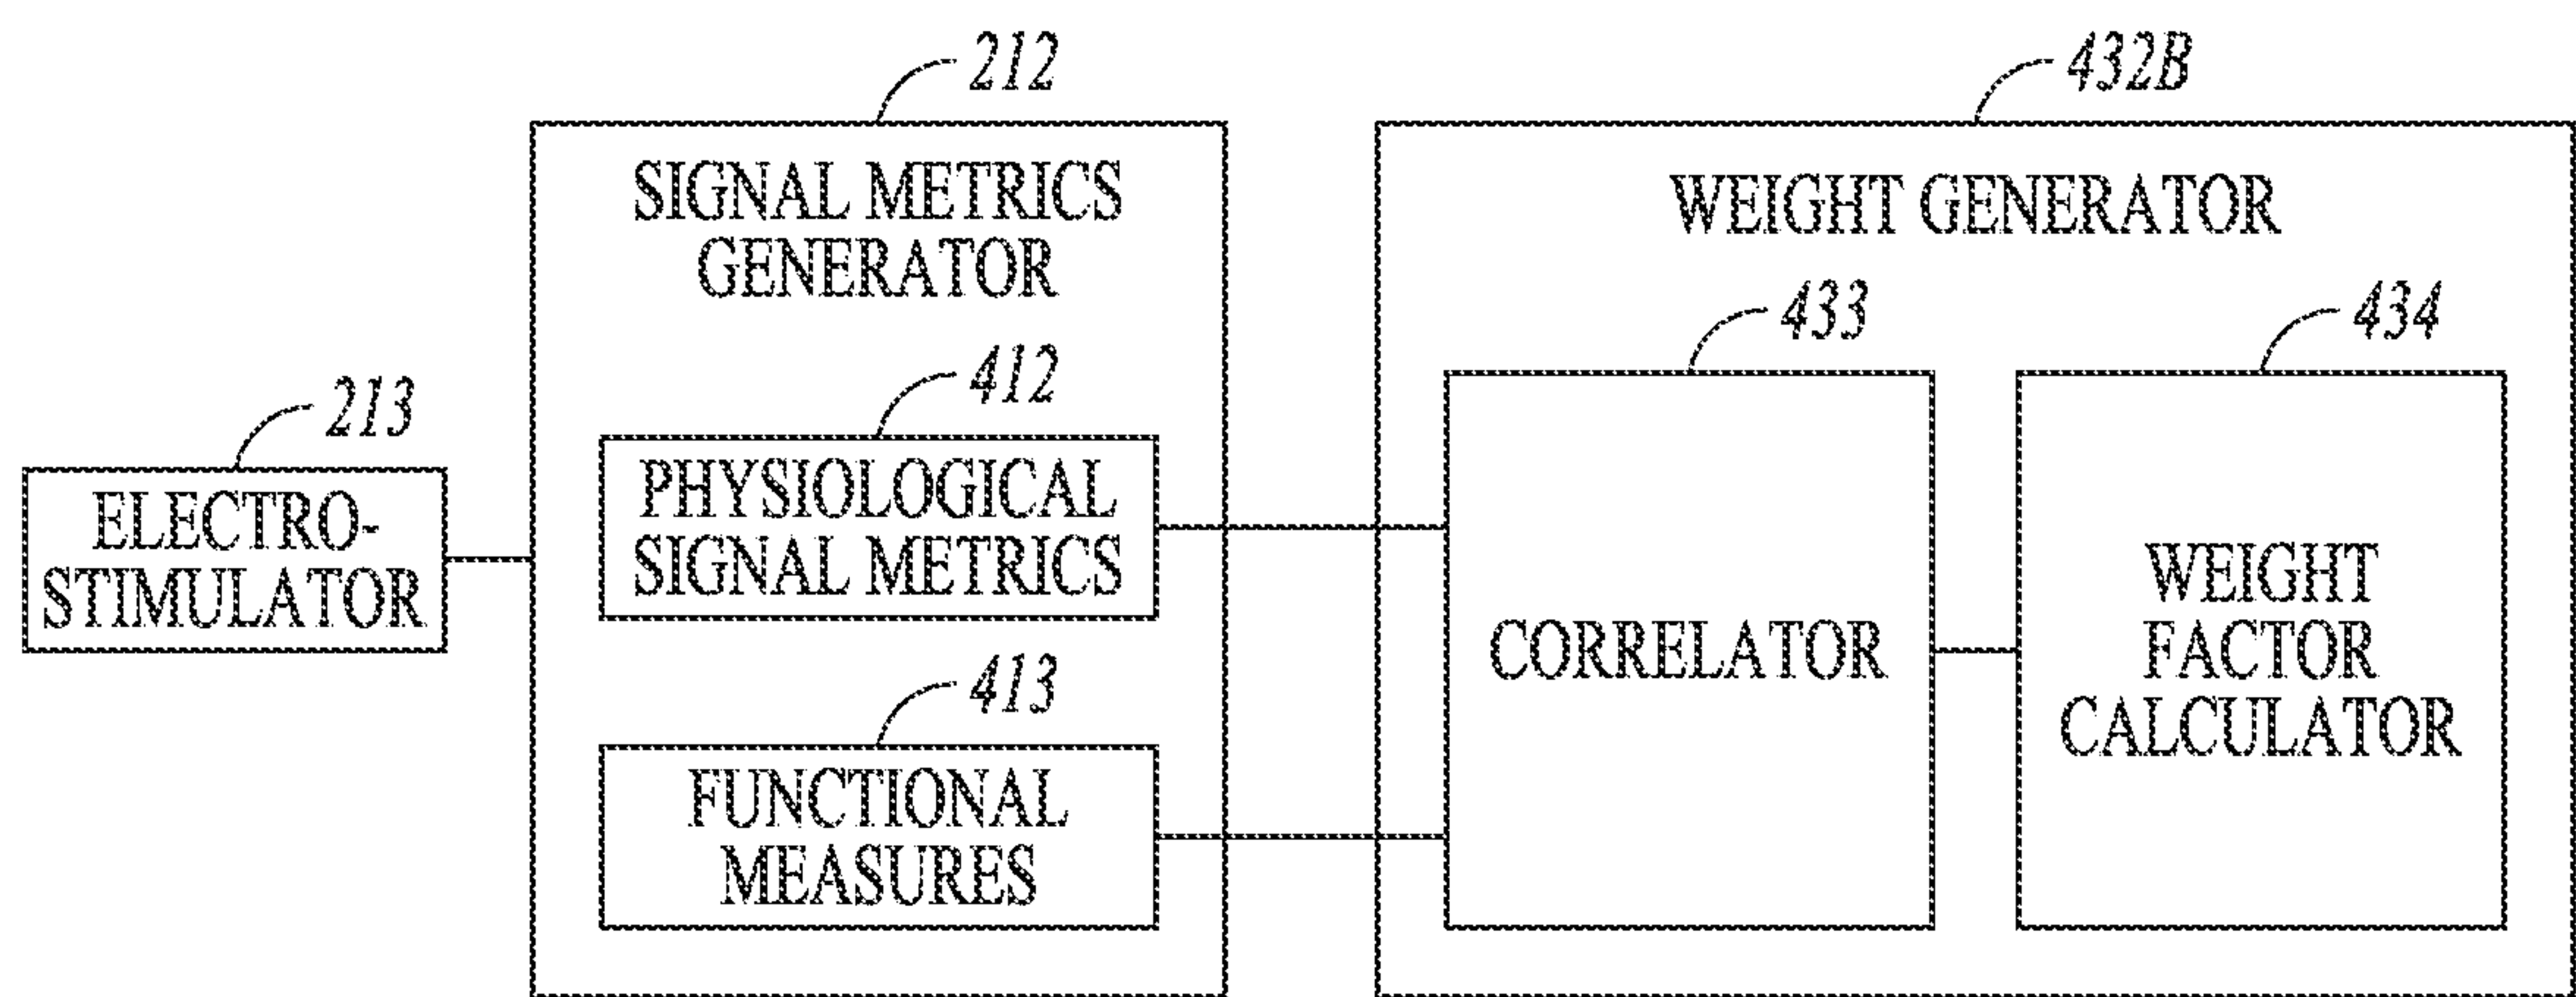 213
ELECTRO-
STIMULATOR
212
SIGNAL METRICS
GENERATOR
412
PHYSIOLOGICAL
SIGNAL METRICS
413
FUNCTIONAL
MEASURES
432B
WEIGHT GENERATOR
433
CORRELATOR
434
WEIGHT
FACTOR
CALCULATOR